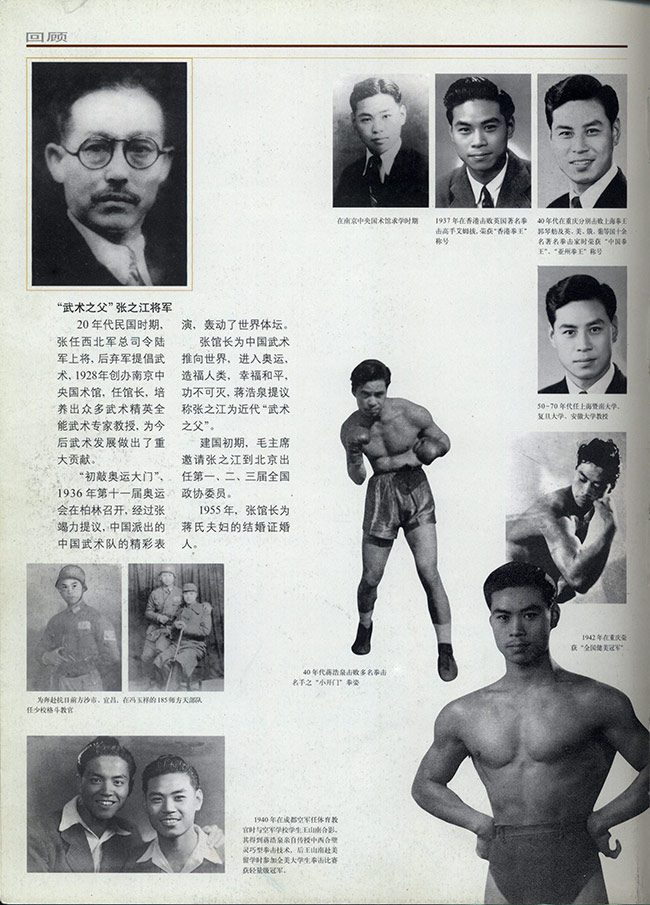 回顾
“武术之父”张之江将军
20年代民国时期，
张任西北军总司令陆
军上将，后弃军提倡武
术，1928年创办南京中
央国术馆，任馆长，培
养出众多武术精英全
能武术专家教授，为今
后武术发展做出了重
大贡献。
“初敲奥运大门”、
1936年第十一届奥运
会在柏林召开，经过张
竭力提议，中国派出的
中国武术队的精彩表
演，轰动了世界体坛。
张馆长为中国武术
推向世界，进入奥运，
造福人类，幸福和平，
功不可灭，蒋浩泉提议
称张之江为近代“武术
之父”。
建国初期，毛主席
邀请张之江到北京出
任第一、二、三届全国
政协委员。
1955年，张馆长为
蒋氏夫妇的结婚证婚
人。
在南京中央国术馆求学时期
1937年在香港击败英国著名拳
击高手艾姆拔，荣获“香港拳王”
称号
40年代在重庆分别击败上海拳王
郭琴舫及英、美、俄、葡等国十余
名著名拳击家时荣获“中国拳
王”、“亚州拳王”称号
50~70年代任上海暨南大学、
复旦大学、安徽大学教授
1942年在重庆荣
获“全国健美冠军”
40年代蒋浩泉击败多名拳击
名手之“小开门”拳姿
为奔赴抗日前方沙市、宜昌，在冯玉祥的185师方天部队
任少校格斗教官
1940年在成都空军任体育教
官时与空军学校学生王山南合影，
其得到蒋浩泉亲自传授中西合璧
灵巧型拳击技术，后王山南赴美
留学时参加全美大学生拳击比赛
获轻量级冠军。